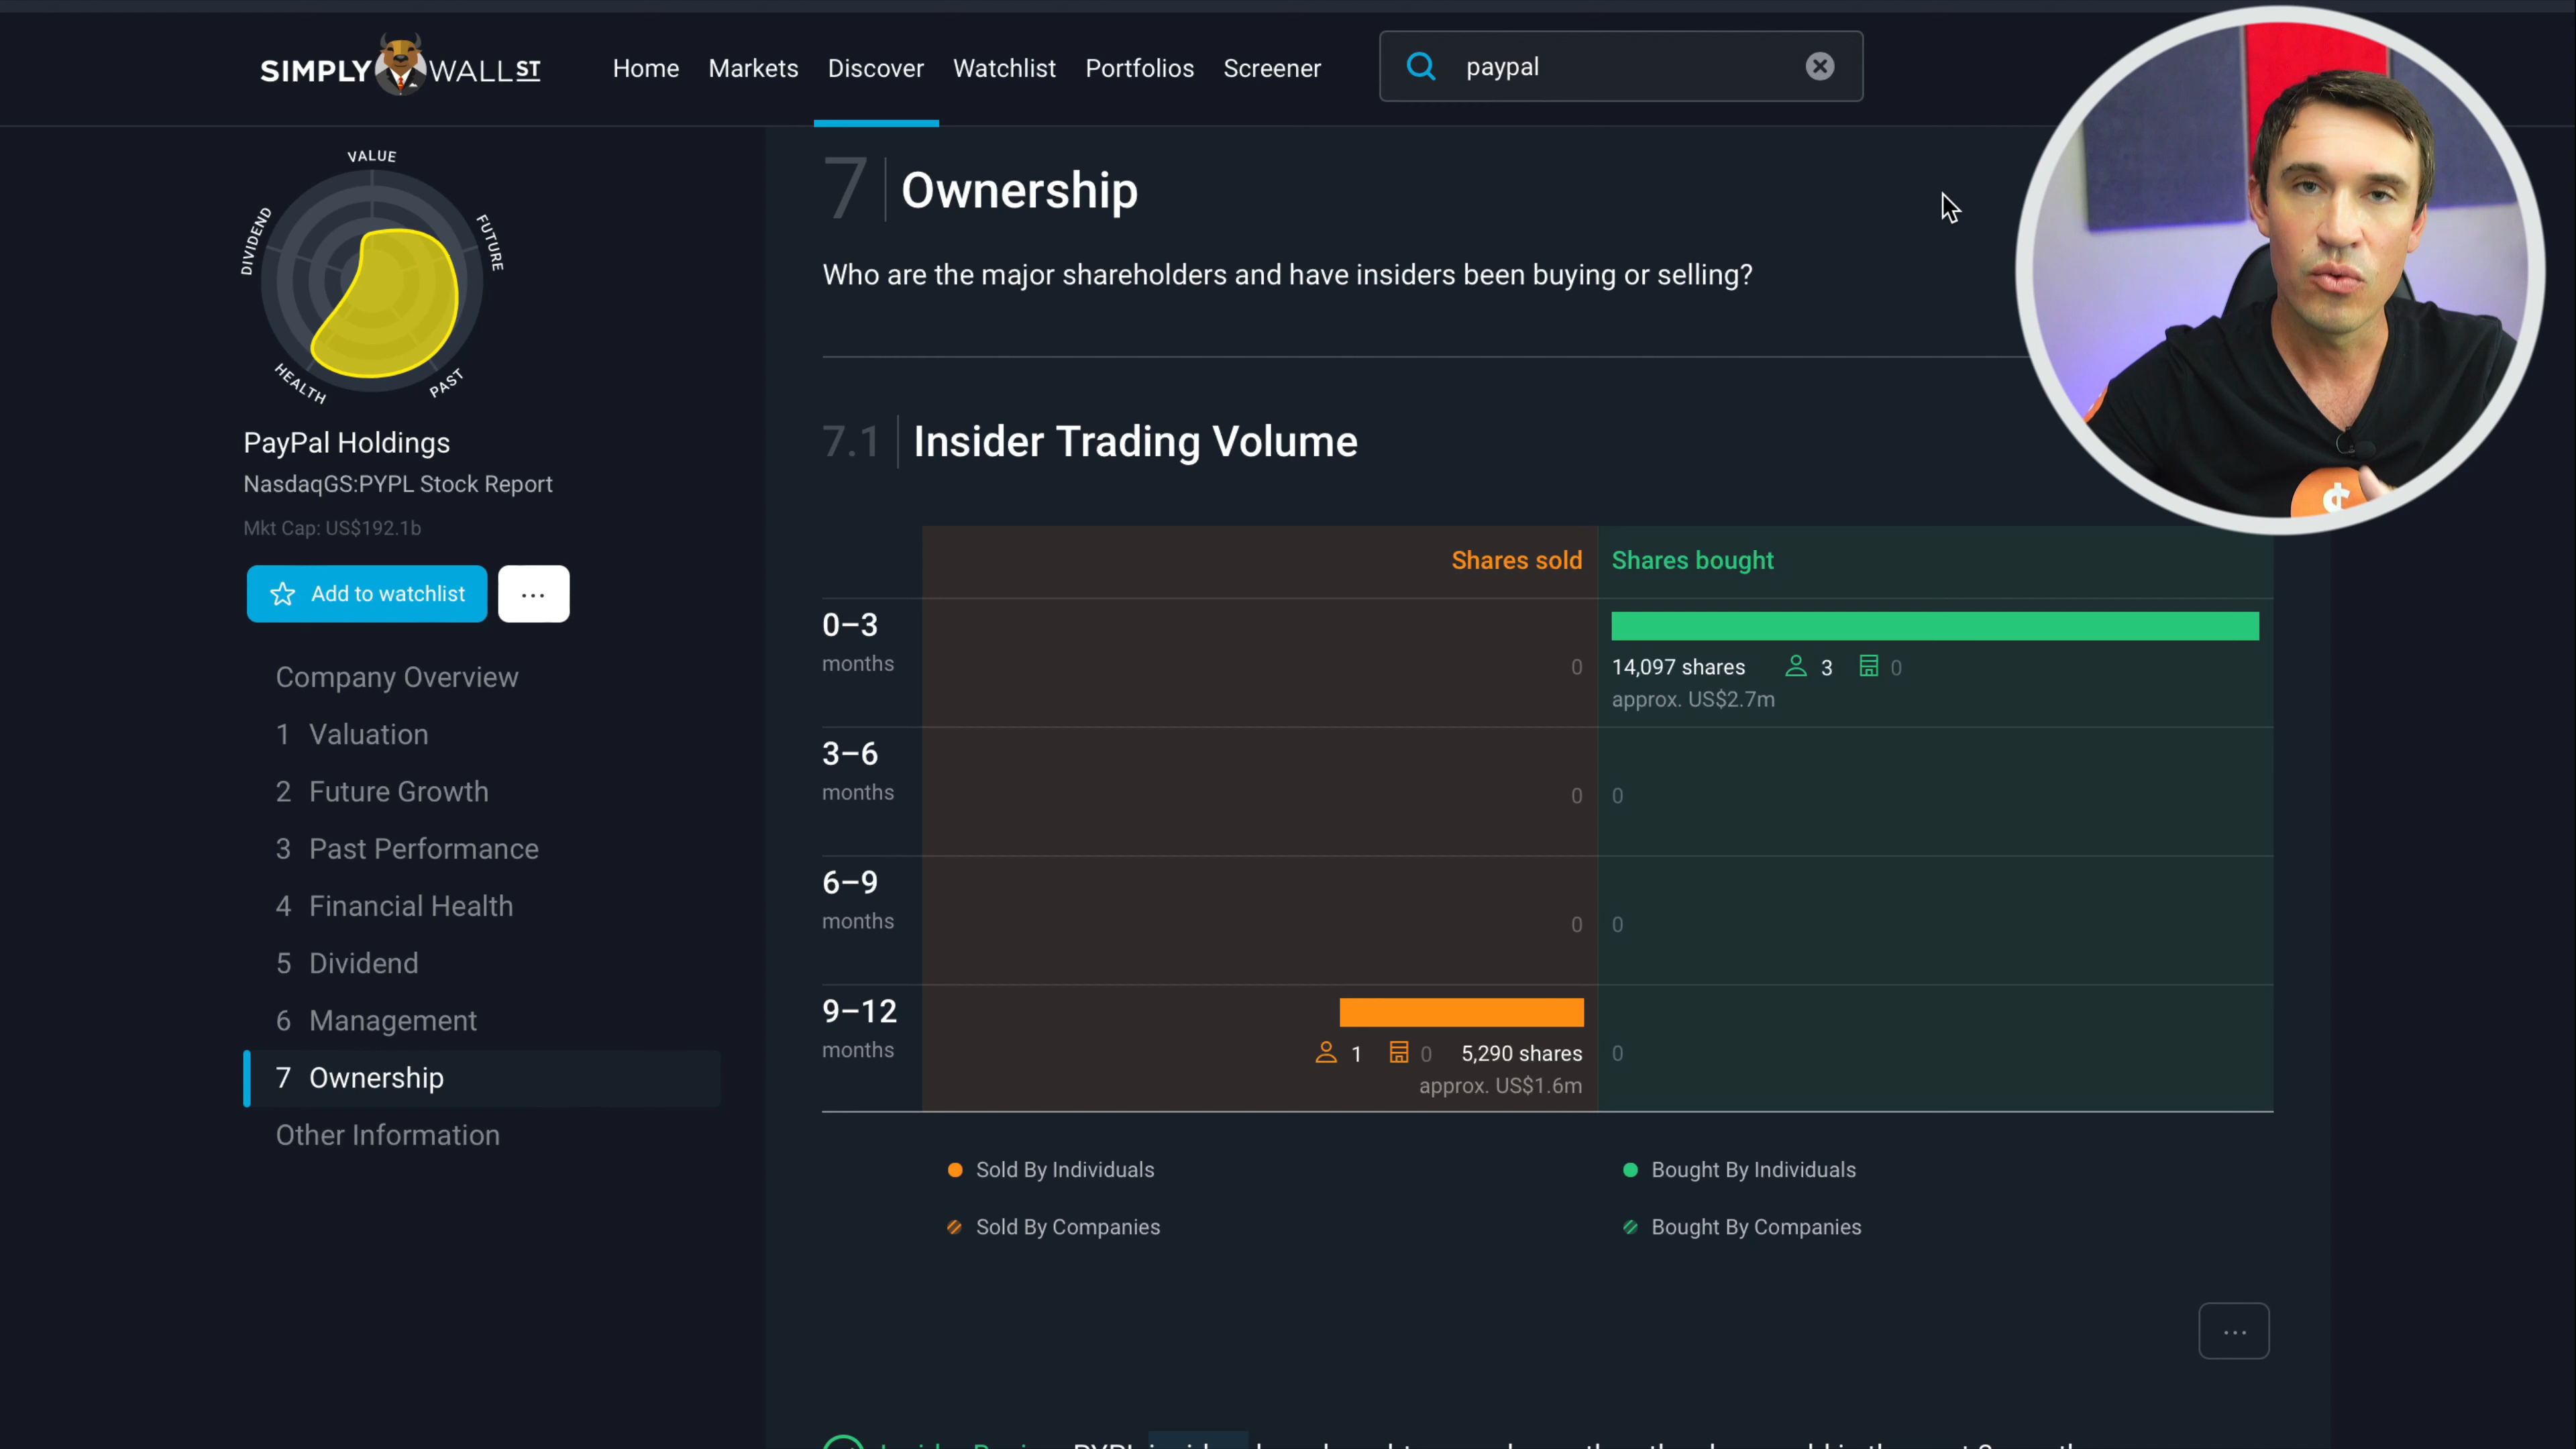 SIMPLY WALL ST
Home Markets Discover Watchlist Portfolios Screener
paypal
VALUE
FUTURE
PAST
HEALTH
DIVIDEND
PayPal Holdings
NasdaqGS:PYPL Stock Report
Mkt Cap: US$192.1b
Add to watchlist
...
Company Overview
1 Valuation
2 Future Growth
3 Past Performance
4 Financial Health
5 Dividend
6 Management
7 Ownership
Other Information
7 Ownership
Who are the major shareholders and have insiders been buying or selling?
7.1 Insider Trading Volume
Shares sold Shares bought
0–3
months
0 14,097 shares 3 0
approx. US$2.7m
3–6
months
0 0
6–9
months
0 0
9–12
months
1 0 5,290 shares 0
approx. US$1.6m
Sold By Individuals Bought By Individuals
Sold By Companies Bought By Companies
...
¢